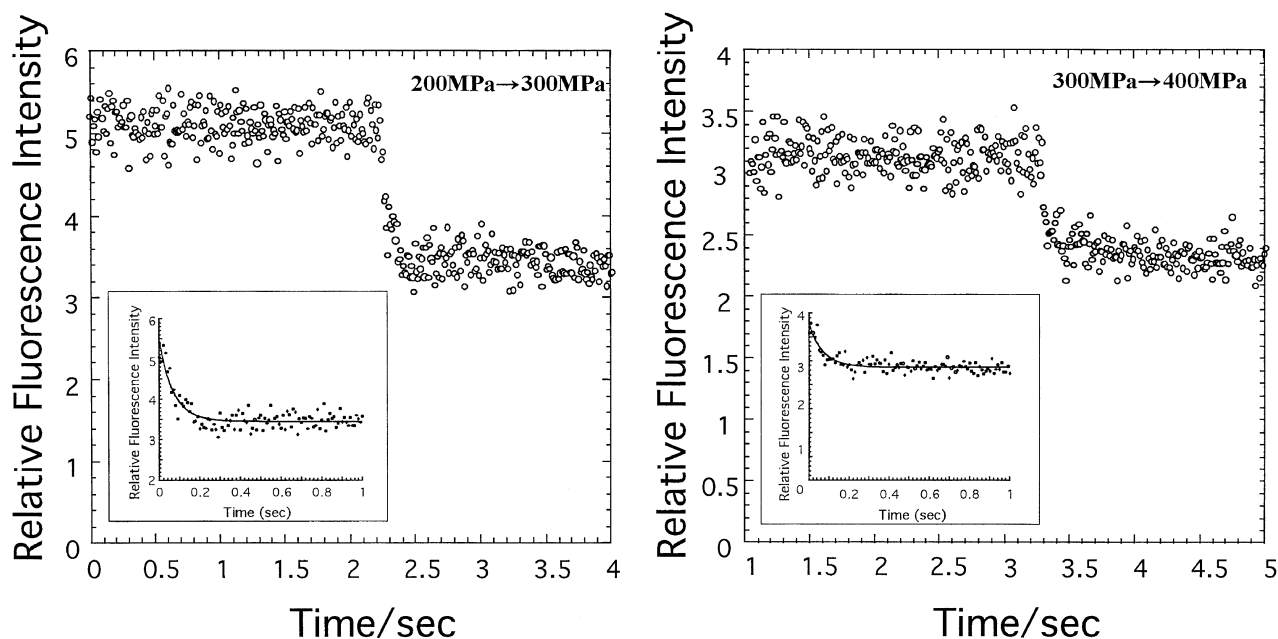 200MPa→300MPa
Relative Fluorescence Intensity
6
5
4
3
2
1
0
0 0.5 1 1.5 2 2.5 3 3.5 4
Time/sec
Relative Fluorescence Intensity
6
5
4
3
2
0 0.2 0.4 0.6 0.8 1
Time (sec)
300MPa→400MPa
Relative Fluorescence Intensity
4
3.5
3
2.5
2
1.5
1
0.5
0
1 1.5 2 2.5 3 3.5 4 4.5 5
Time/sec
Relative Fluorescence Intensity
4
3
2
1
0
0.2 0.4 0.6 0.8 1
Time (sec)